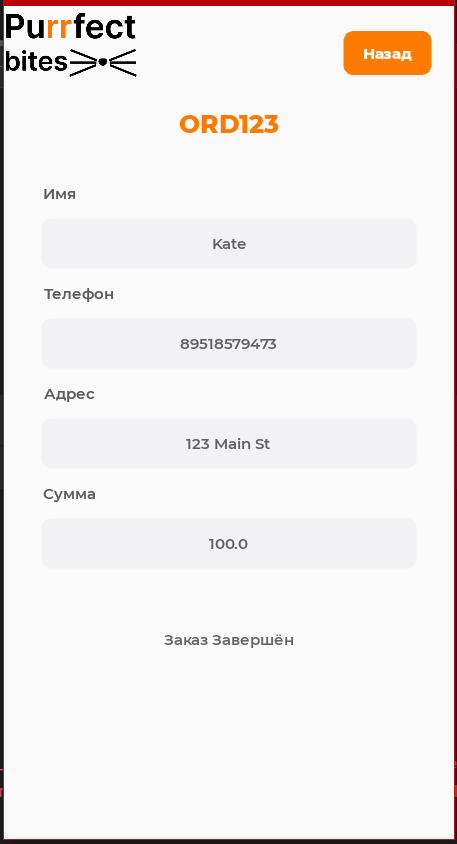 Purrfect
bites
Назад
ORD123
Имя
Kate
Телефон
89518579473
Адрес
123 Main St
Сумма
100.0
Заказ Завершён